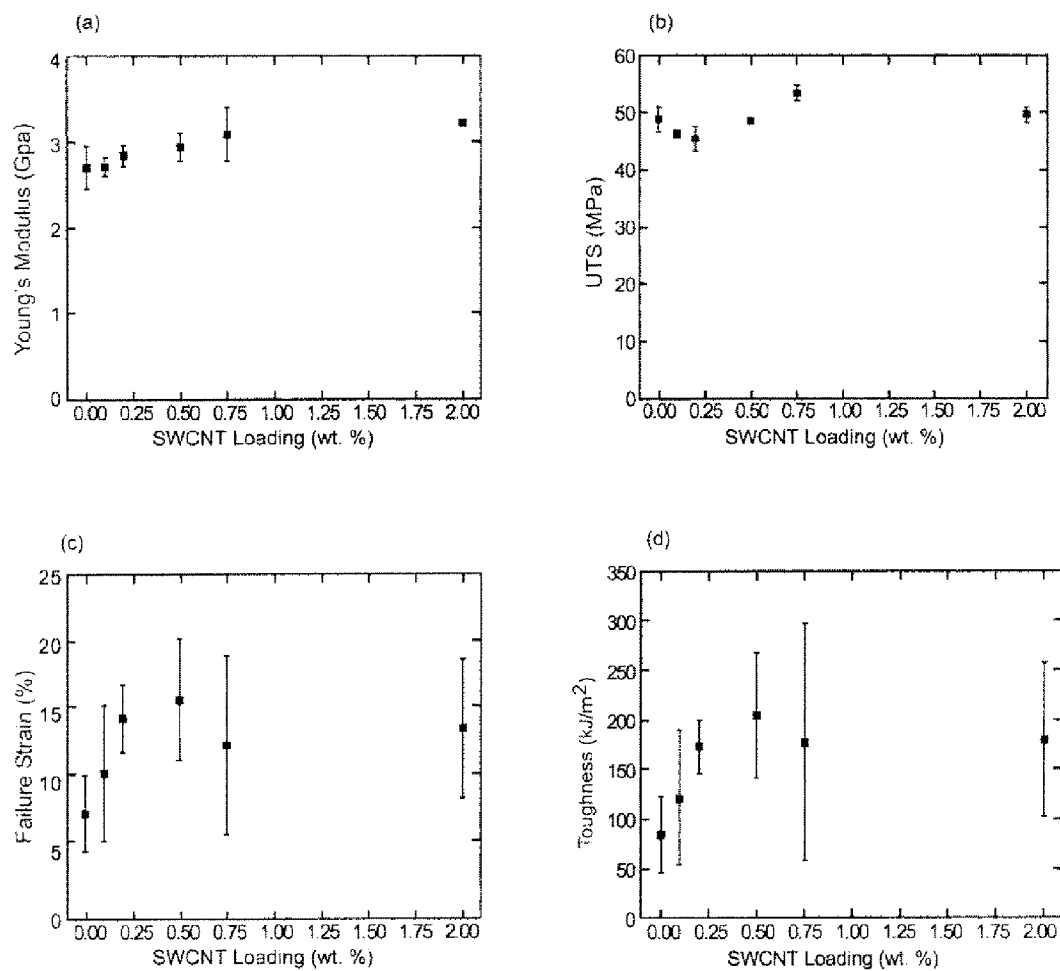 (a)
4
3
2
1
0
Young's Modulus (Gpa)
0.00 0.25 0.50 0.75 1.00 1.25 1.50 1.75 2.00
SWCNT Loading (wt. %)
(b)
60
50
40
30
20
10
0
UTS (MPa)
0.00 0.25 0.50 0.75 1.00 1.25 1.50 1.75 2.00
SWCNT Loading (wt. %)
(c)
25
20
15
10
5
0
Failure Strain (%)
0.00 0.25 0.50 0.75 1.00 1.25 1.50 1.75 2.00
SWCNT Loading (wt. %)
(d)
350
300
250
200
150
100
50
0
Toughness (kJ/m²)
0.00 0.25 0.50 0.75 1.00 1.25 1.50 1.75 2.00
SWCNT Loading (wt. %)